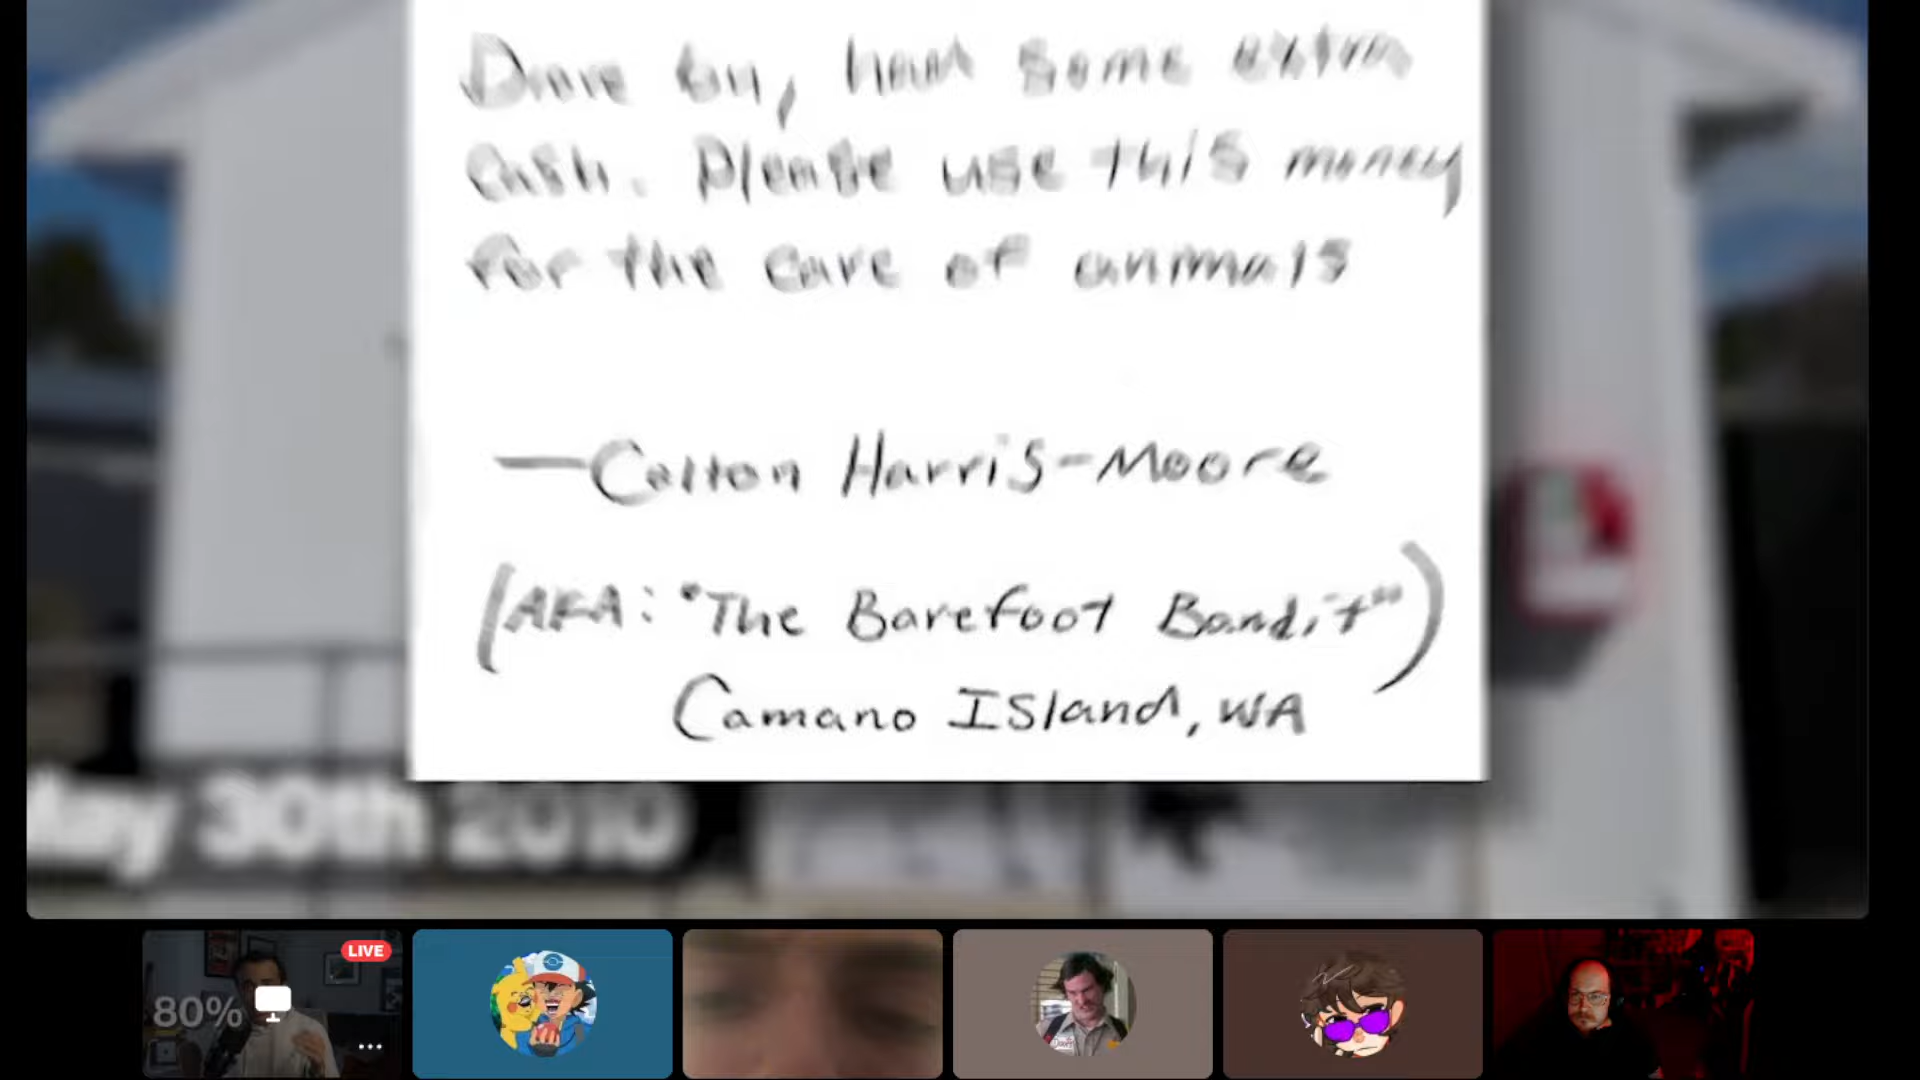 Drove by, had some extra
cash. Please use this money
for the care of animals
—Colton Harris-Moore
(AKA: "The Barefoot Bandit")
Camano Island, WA
May 30th 2010
LIVE
80%